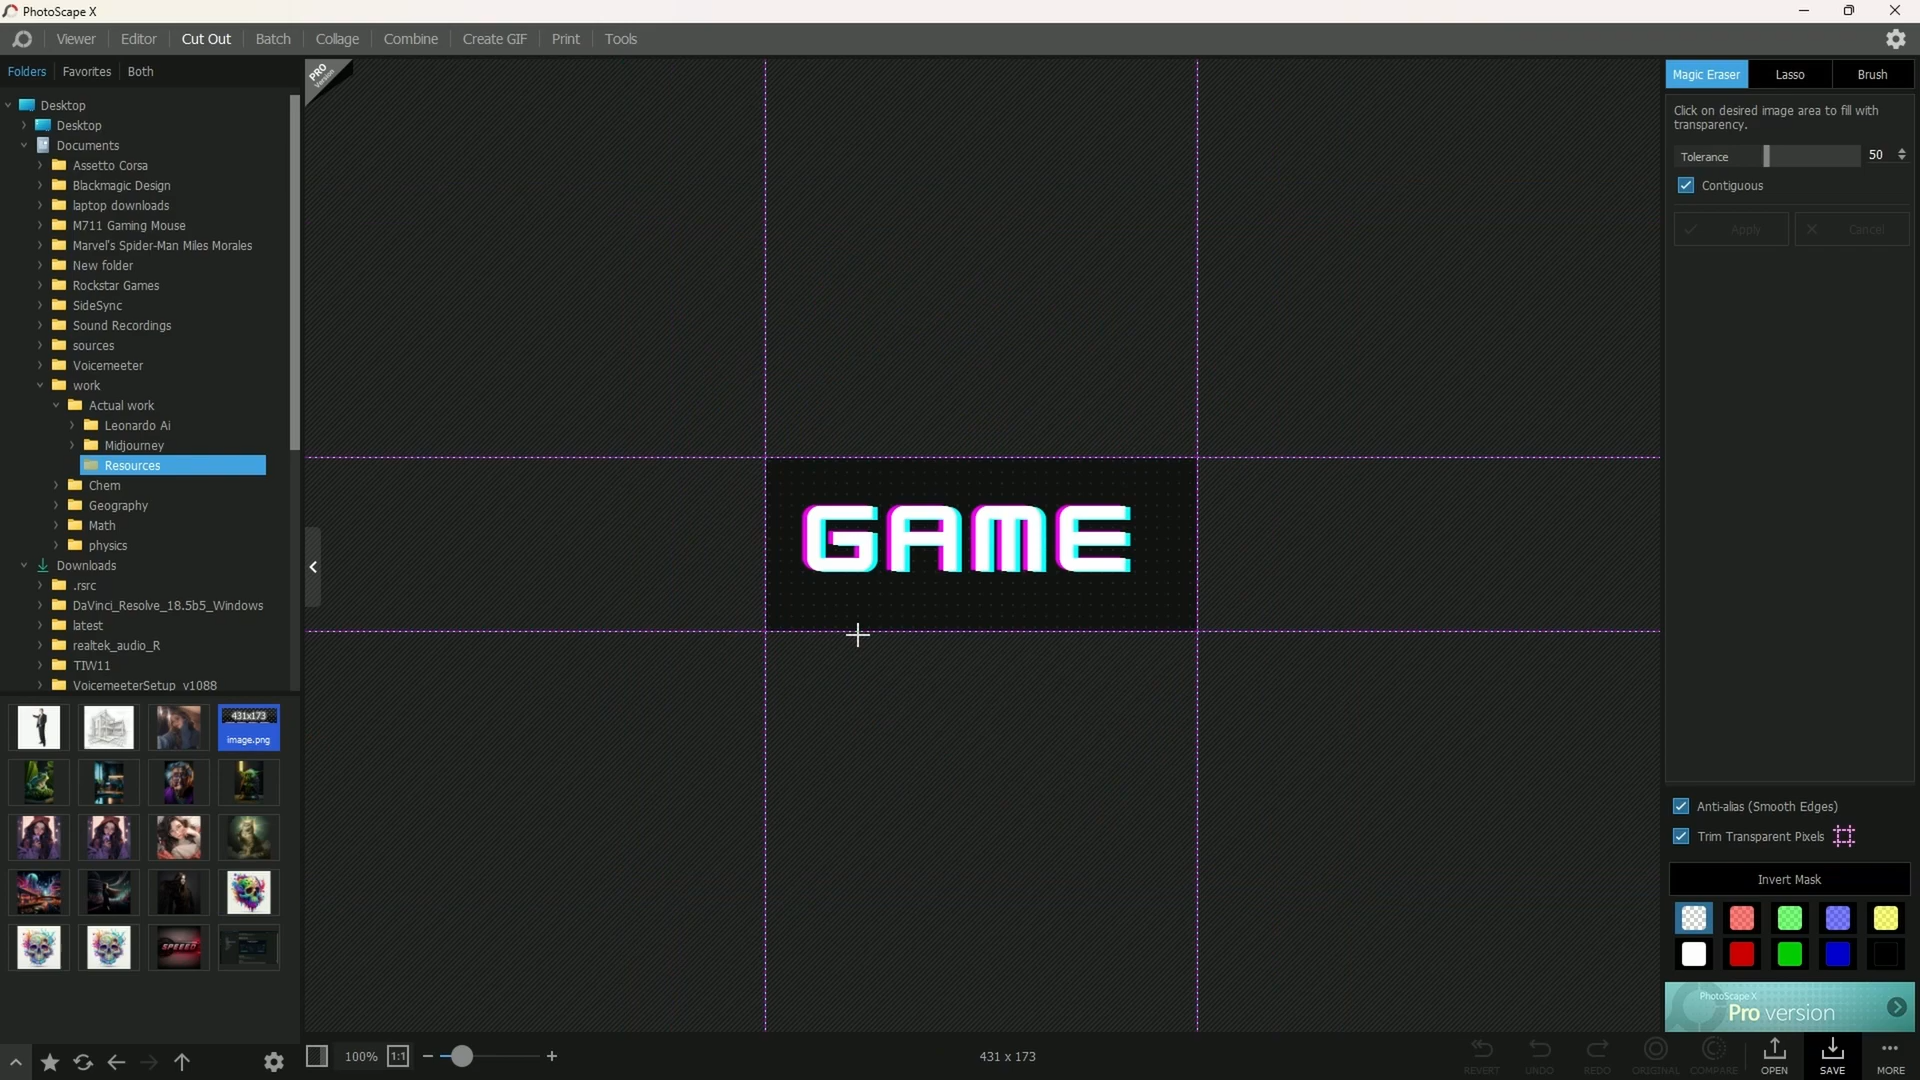 PhotoScape X
Viewer
Editor
Cut Out
Batch
Collage
Combine
Create GIF
Print
Tools
Folders
Favorites
Both
Desktop
Desktop
Documents
Assetto Corsa
Blackmagic Design
laptop downloads
M711 Gaming Mouse
Marvel's Spider-Man Miles Morales
New folder
Rockstar Games
SideSync
Sound Recordings
sources
Voicemeeter
work
Actual work
Leonardo Ai
Midjourney
Resources
Chem
Geography
Math
physics
Downloads
.rsrc
DaVinci_Resolve_18.5b5_Windows
latest
realtek_audio_R
TIW11
VoicemeeterSetup_v1088
431x173
image.png
SPEED
PRO
Version
GAME
100%
1:1
431 x 173
Magic Eraser
Lasso
Brush
Click on desired image area to fill with
transparency.
Tolerance
50
Contiguous
Apply
Cancel
Anti-alias (Smooth Edges)
Trim Transparent Pixels
Invert Mask
PhotoScape X
Pro version
REVERT
UNDO
REDO
ORIGINAL
COMPARE
OPEN
SAVE
MORE